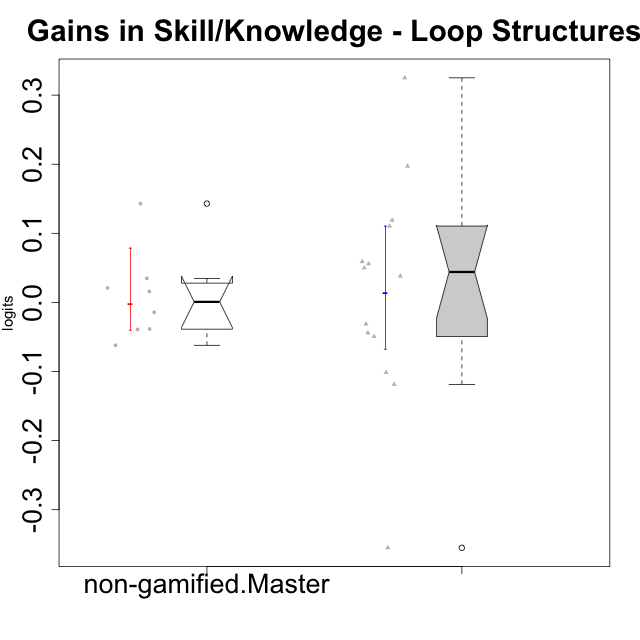 Gains in Skill/Knowledge - Loop Structures
logits
0.3
0.2
0.1
0.0
-0.1
-0.2
-0.3
non-gamified.Master